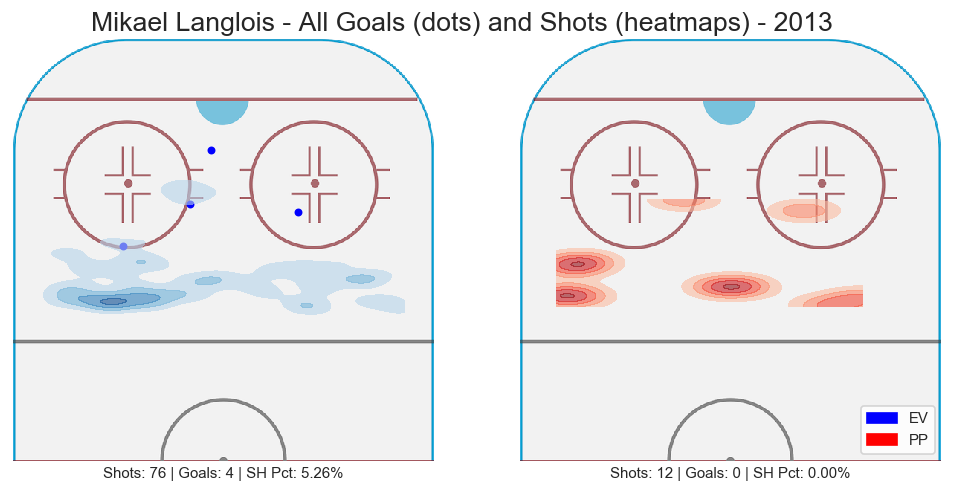 Mikael Langlois - All Goals (dots) and Shots (heatmaps) - 2013
EV
PP
Shots: 76 | Goals: 4 | SH Pct: 5.26%
Shots: 12 | Goals: 0 | SH Pct: 0.00%